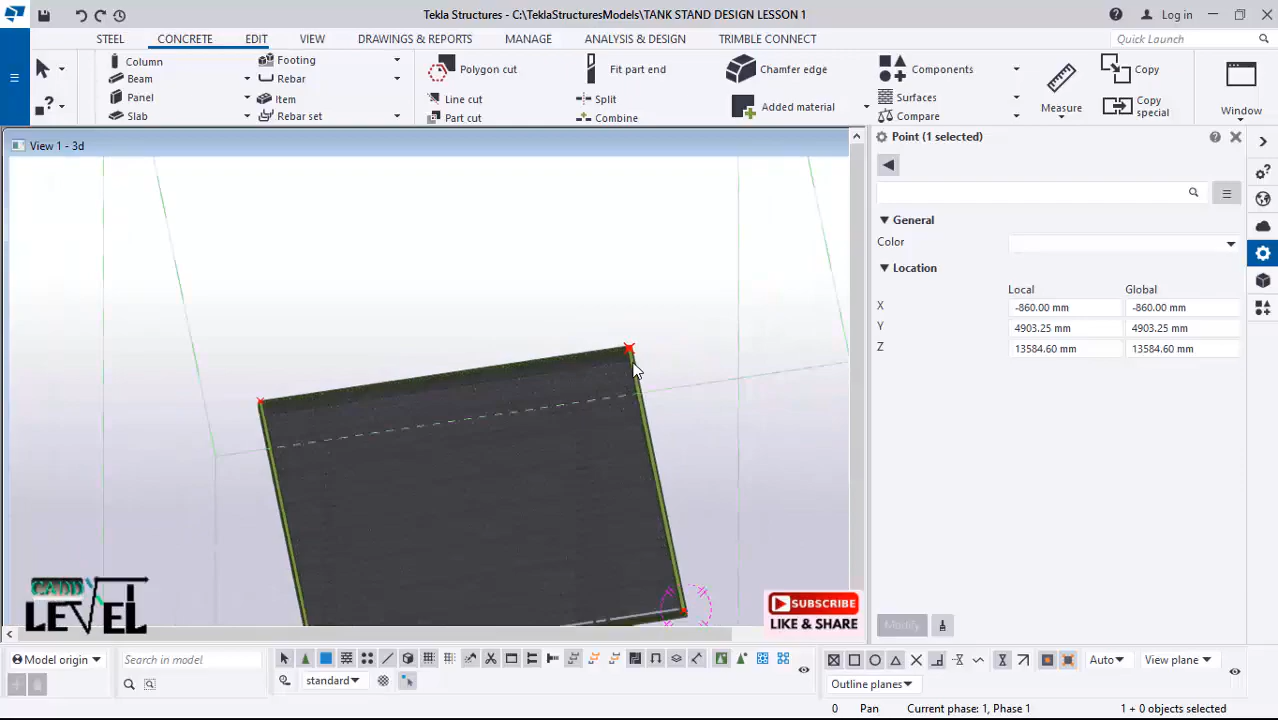 Tekla Structures - C:\TeklaStructuresModels\TANK STAND DESIGN LESSON 1
Log in
STEEL CONCRETE EDIT VIEW DRAWINGS & REPORTS MANAGE ANALYSIS & DESIGN TRIMBLE CONNECT
Quick Launch
Column
Beam
Panel
Slab
Footing
Rebar
Item
Rebar set
Polygon cut
Line cut
Part cut
Fit part end
Split
Combine
Chamfer edge
Added material
Components
Surfaces
Compare
Measure
Copy
Copy special
Window
View 1 - 3d
Point (1 selected)
General
Color
Location
Local Global
X -860.00 mm -860.00 mm
Y 4903.25 mm 4903.25 mm
Z 13584.60 mm 13584.60 mm
Modify
CADD
LEVEL
SUBSCRIBE
LIKE & SHARE
Model origin
Search in model
standard
Auto
View plane
Outline planes
0 Pan Current phase: 1, Phase 1 1 + 0 objects selected